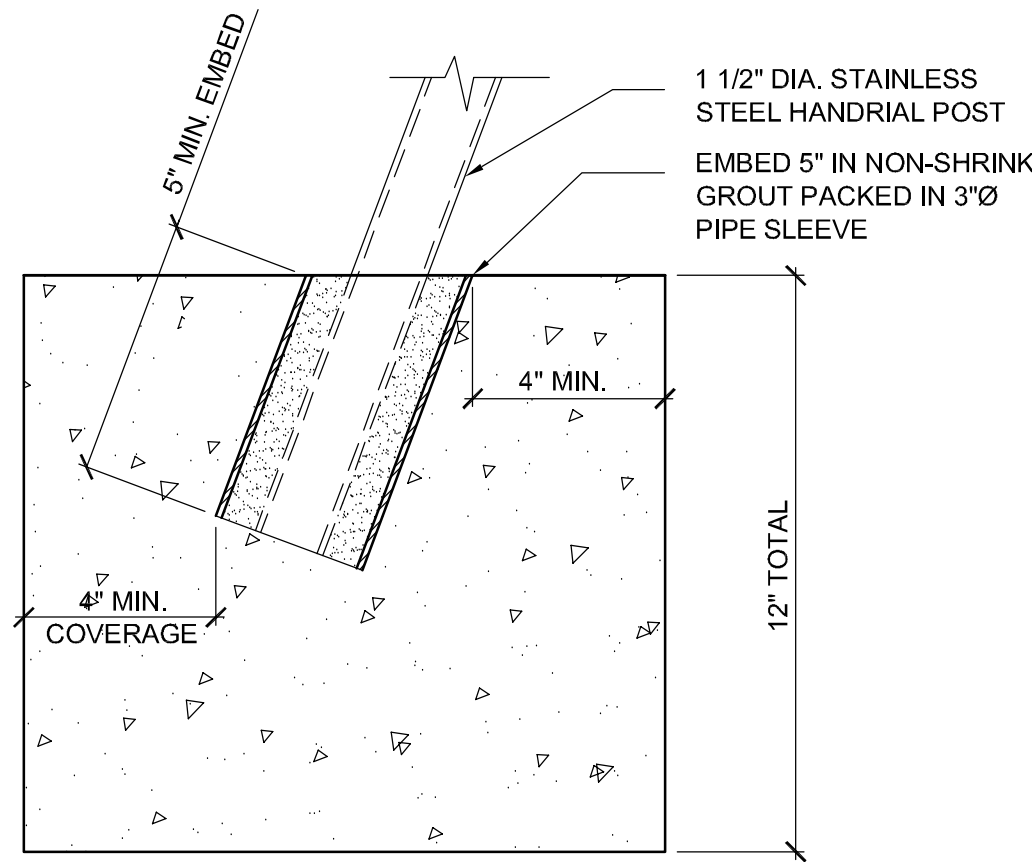 5" MIN. EMBED
1 1/2" DIA. STAINLESS
STEEL HANDRIAL POST
EMBED 5" IN NON-SHRINK
GROUT PACKED IN 3"Ø
PIPE SLEEVE
4" MIN.
4" MIN.
COVERAGE
12" TOTAL